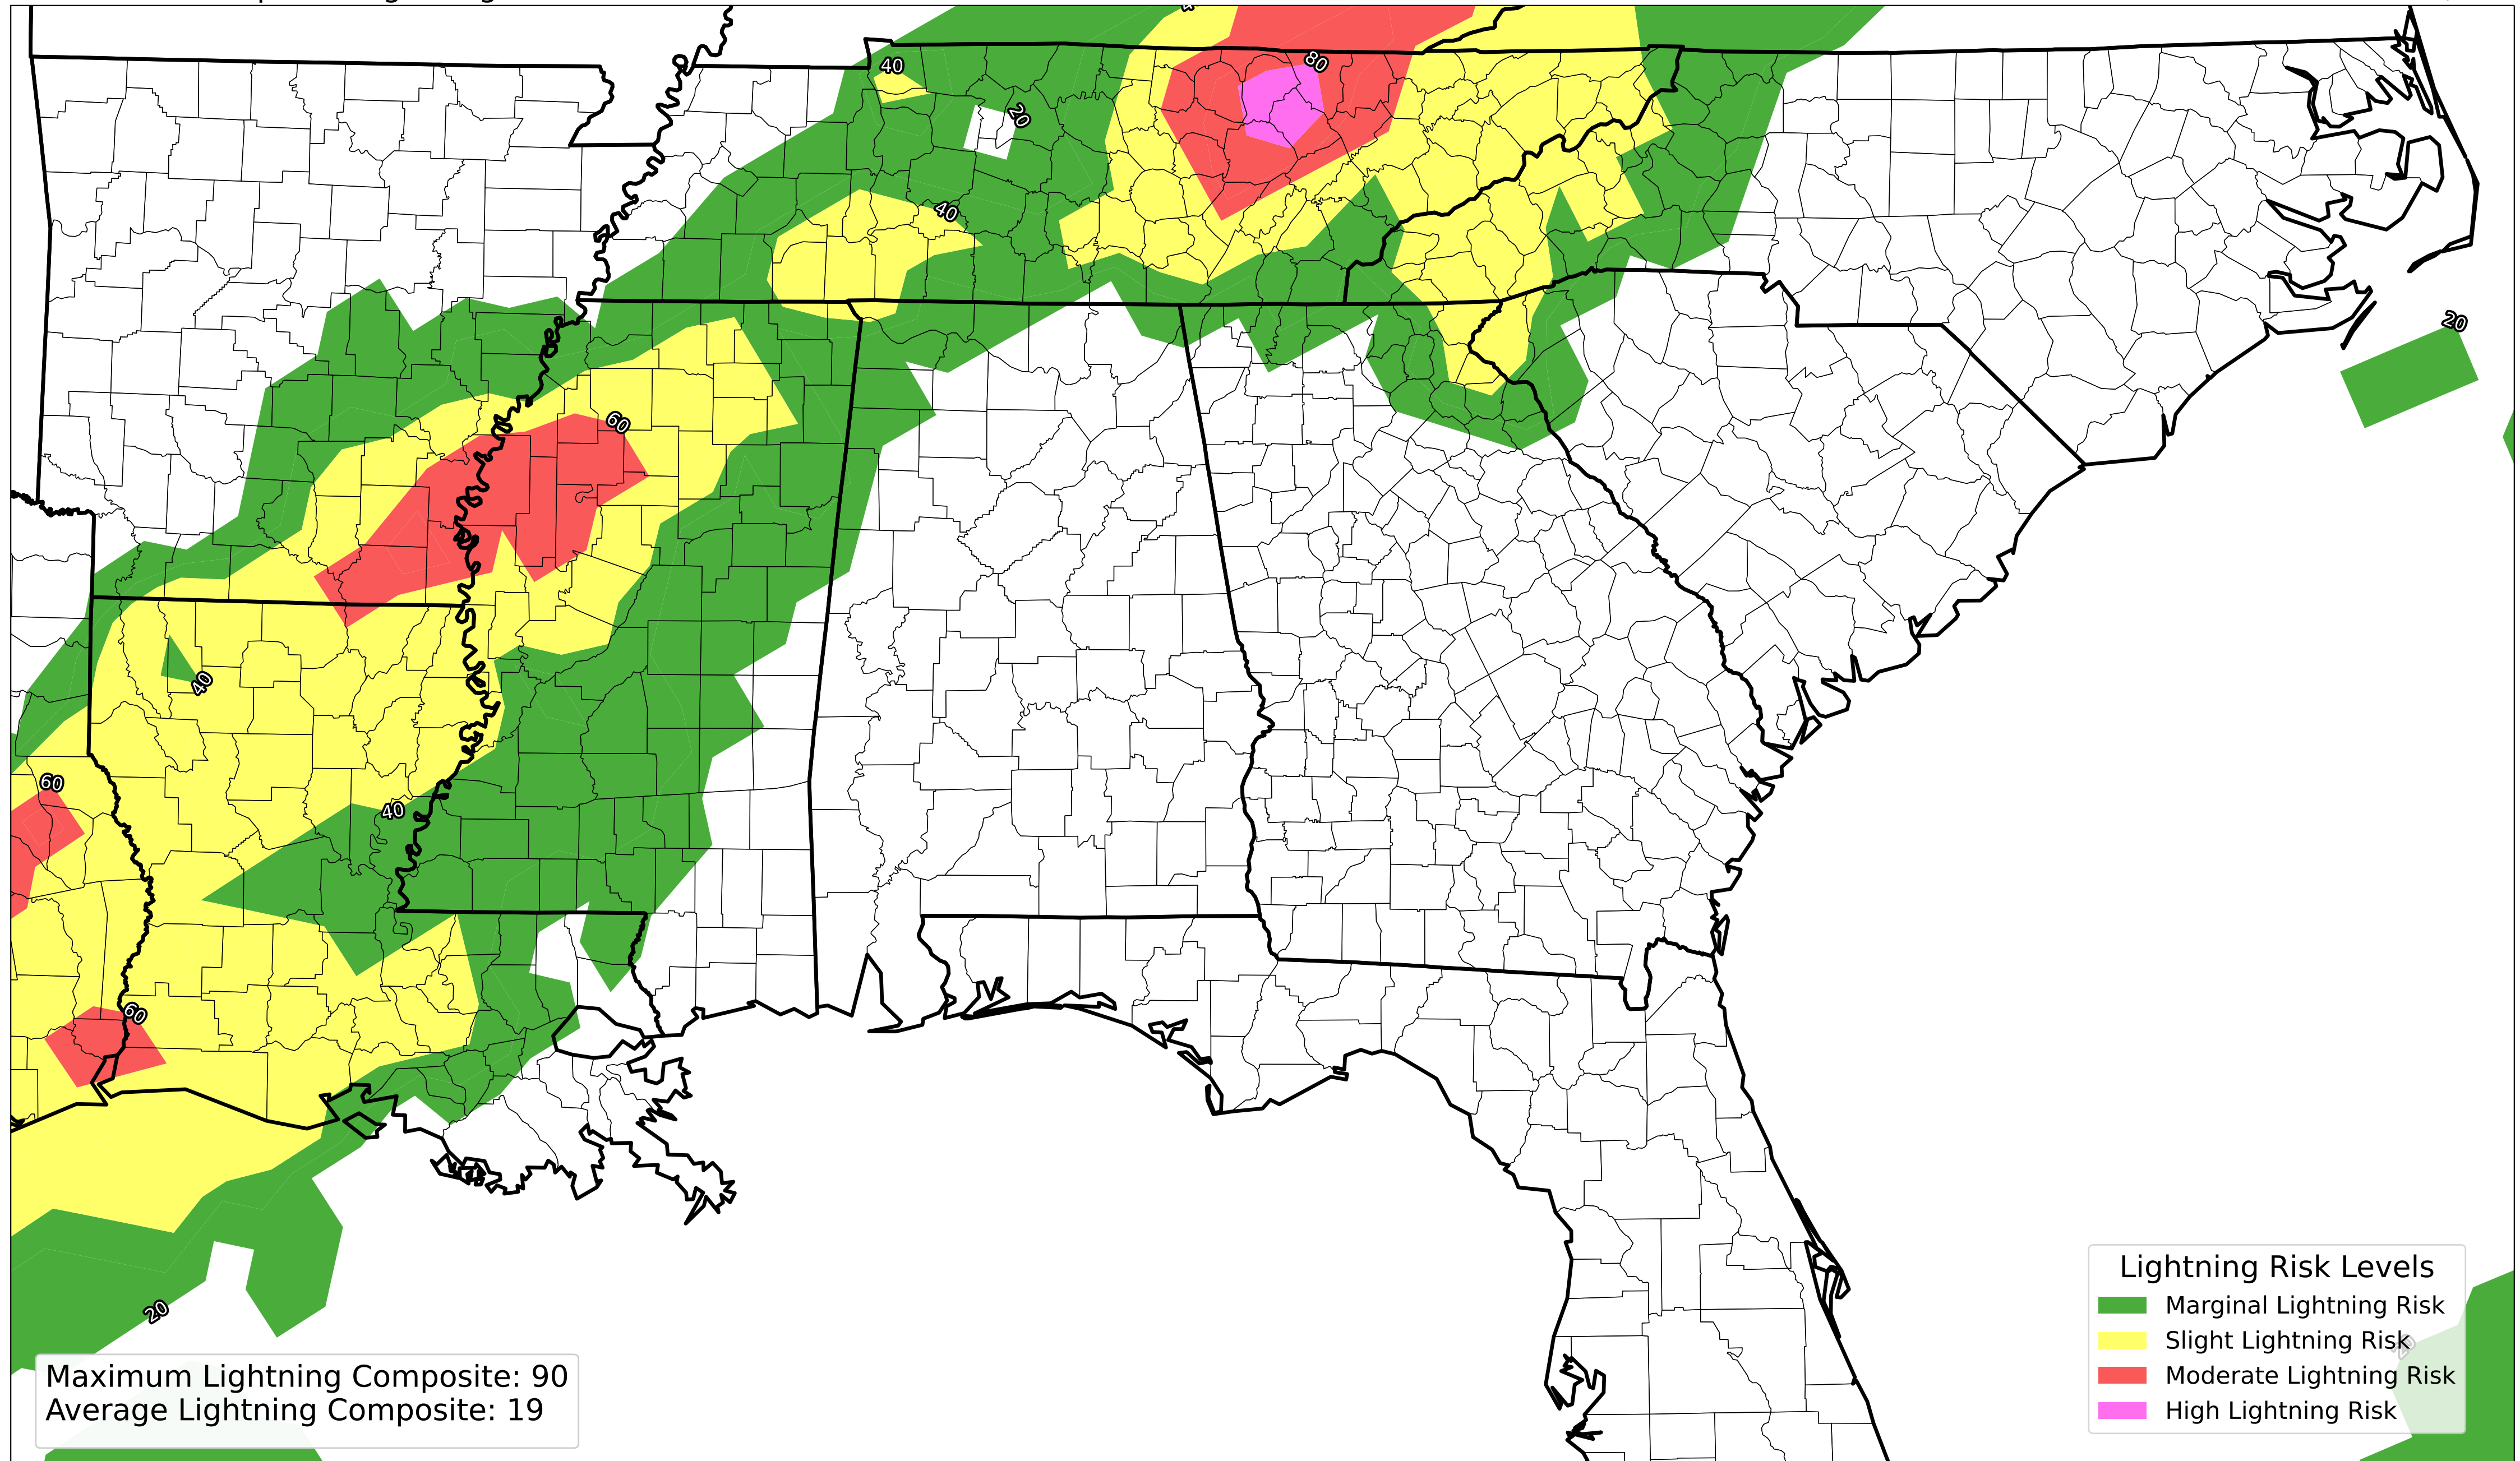 40
80
20
40
60
20
40
60
40
60
20
Lightning Risk Levels
Marginal Lightning Risk
Slight Lightning Risk
Moderate Lightning Risk
High Lightning Risk
Maximum Lightning Composite: 90
Average Lightning Composite: 19